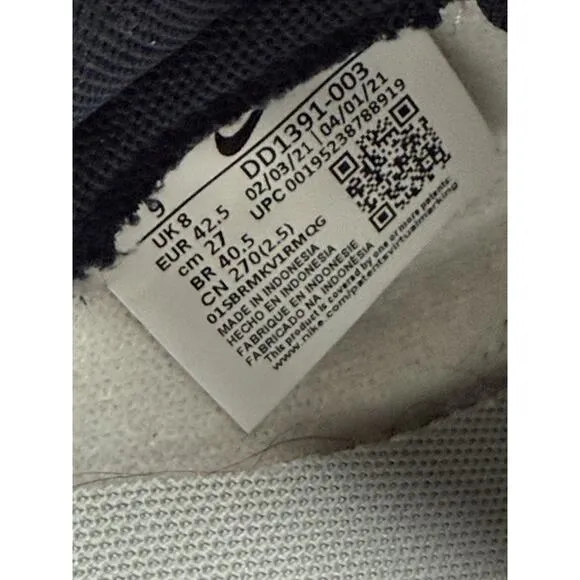 9
UK 8
EUR 42.5
cm 27
BR 40.5
CN 270(2.5)
DD1391-003
02/03/21 | 04/01/21
UPC 00195238788919
01SBRMKV1RMQG
MADE IN INDONESIA
HECHO EN INDONESIA
FABRIQUE EN INDONESIE
FABRICADO NA INDONESIA
This product is covered by one or more patents:
www.nike.com/patentsvirtualmarking